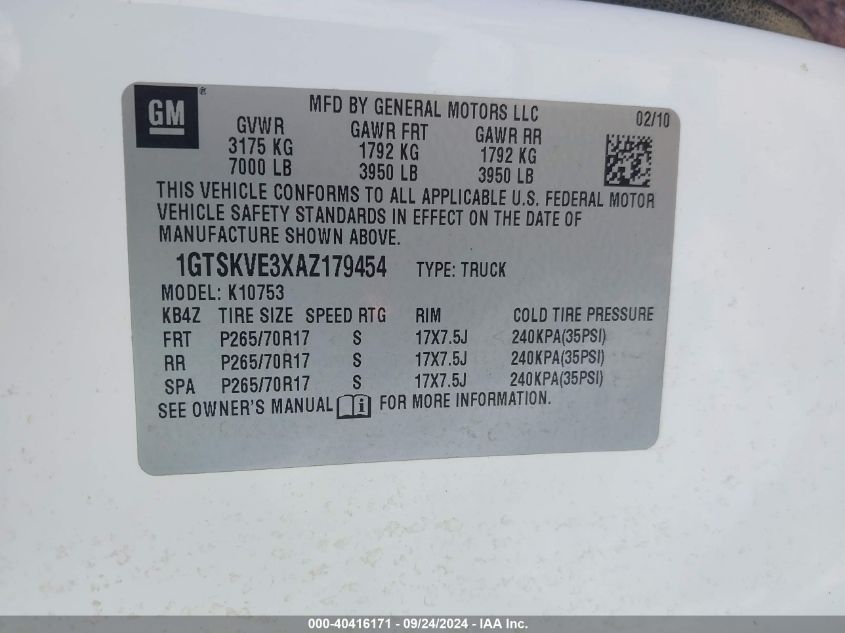 GM ®
MFD BY GENERAL MOTORS LLC 02/10
GVWR GAWR FRT GAWR RR
3175 KG 1792 KG 1792 KG
7000 LB 3950 LB 3950 LB
THIS VEHICLE CONFORMS TO ALL APPLICABLE U.S. FEDERAL MOTOR
VEHICLE SAFETY STANDARDS IN EFFECT ON THE DATE OF
MANUFACTURE SHOWN ABOVE.
1GTSKVE3XAZ179454 TYPE: TRUCK
MODEL: K10753
KB4Z TIRE SIZE SPEED RTG RIM COLD TIRE PRESSURE
FRT P265/70R17 S 17X7.5J 240KPA(35PSI)
RR P265/70R17 S 17X7.5J 240KPA(35PSI)
SPA P265/70R17 S 17X7.5J 240KPA(35PSI)
SEE OWNER'S MANUAL i FOR MORE INFORMATION.
000-40416171 - 09/24/2024 - IAA Inc.